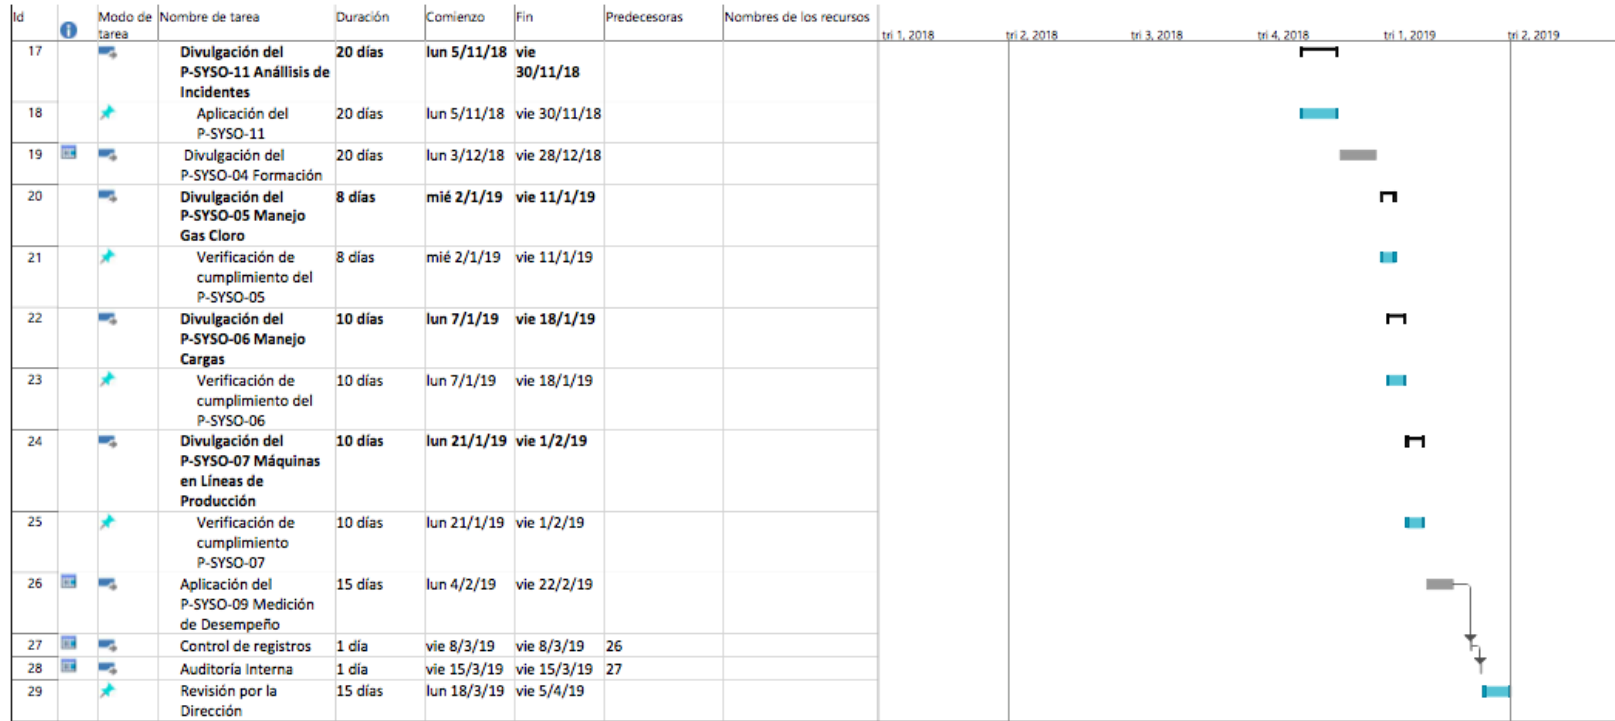 Id Modo de Nombre de tarea Duración Comienzo Fin Predecesoras Nombres de los recursos
tarea
tri 1, 2018 tri 2, 2018 tri 3, 2018 tri 4, 2018 tri 1, 2019 tri 2, 2019
17 Divulgación del 20 días lun 5/11/18 vie
P-SYSO-11 Anállisis de 30/11/18
Incidentes
18 Aplicación del 20 días lun 5/11/18 vie 30/11/18
P-SYSO-11
19 Divulgación del 20 días lun 3/12/18 vie 28/12/18
P-SYSO-04 Formación
20 Divulgación del 8 días mié 2/1/19 vie 11/1/19
P-SYSO-05 Manejo
Gas Cloro
21 Verificación de 8 días mié 2/1/19 vie 11/1/19
cumplimiento del
P-SYSO-05
22 Divulgación del 10 días lun 7/1/19 vie 18/1/19
P-SYSO-06 Manejo
Cargas
23 Verificación de 10 días lun 7/1/19 vie 18/1/19
cumplimiento del
P-SYSO-06
24 Divulgación del 10 días lun 21/1/19 vie 1/2/19
P-SYSO-07 Máquinas
en Líneas de
Producción
25 Verificación de 10 días lun 21/1/19 vie 1/2/19
cumplimiento
P-SYSO-07
26 Aplicación del 15 días lun 4/2/19 vie 22/2/19
P-SYSO-09 Medición
de Desempeño
27 Control de registros 1 día vie 8/3/19 vie 8/3/19 26
28 Auditoría Interna 1 día vie 15/3/19 vie 15/3/19 27
29 Revisión por la 15 días lun 18/3/19 vie 5/4/19
Dirección